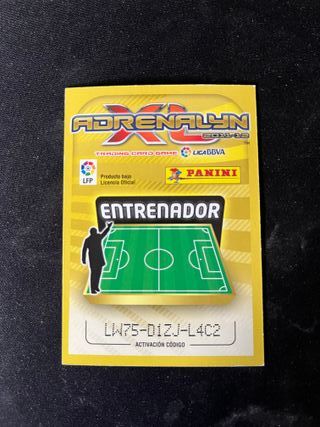 ADRENALYN
XL
2011-12
TRADING CARD GAME LIGA BBVA
LFP
Producto bajo
Licencia Oficial
PANINI
ENTRENADOR
LW75-D1ZJ-L4C2
ACTIVACIÓN CÓDIGO